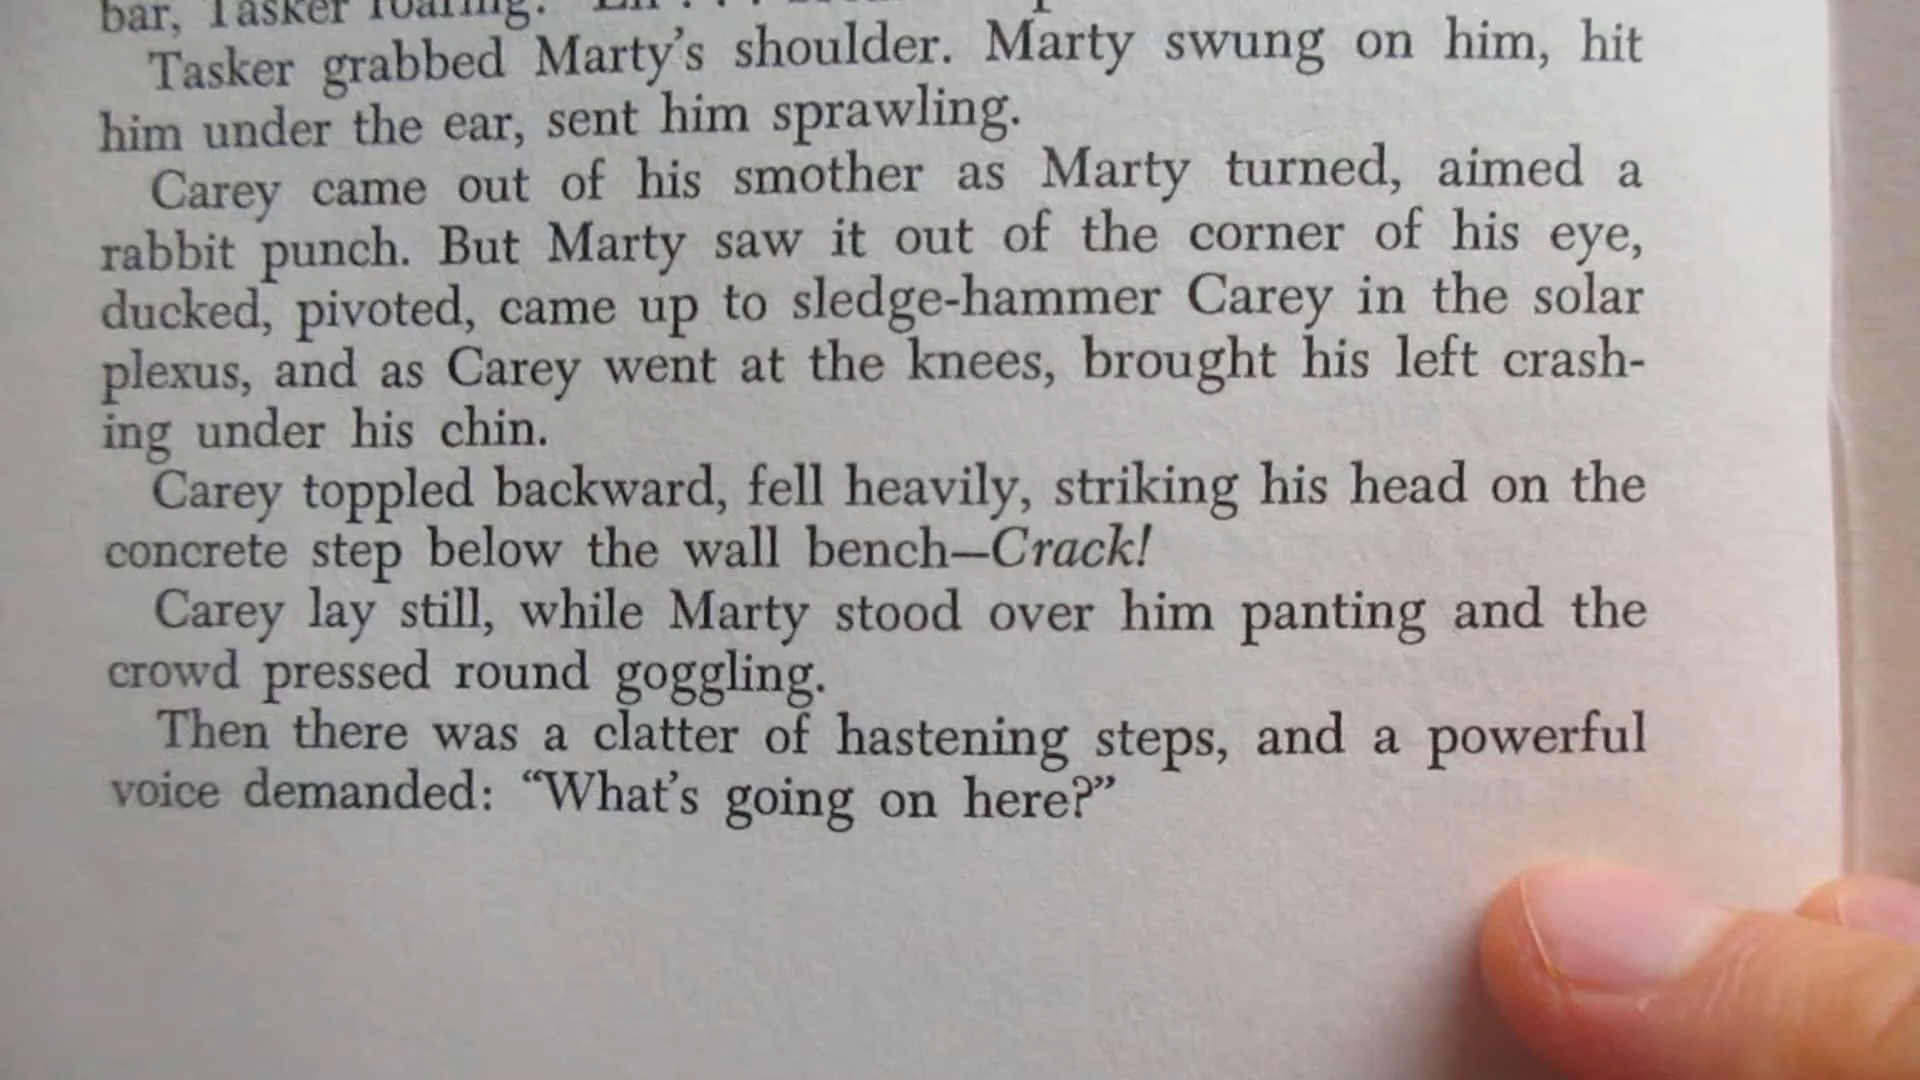 bar, Tasker roaring:
Tasker grabbed Marty's shoulder. Marty swung on him, hit
him under the ear, sent him sprawling.
Carey came out of his smother as Marty turned, aimed a
rabbit punch. But Marty saw it out of the corner of his eye,
ducked, pivoted, came up to sledge-hammer Carey in the solar
plexus, and as Carey went at the knees, brought his left crash-
ing under his chin.
Carey toppled backward, fell heavily, striking his head on the
concrete step below the wall bench—Crack!
Carey lay still, while Marty stood over him panting and the
crowd pressed round goggling.
Then there was a clatter of hastening steps, and a powerful
voice demanded: “What's going on here?”